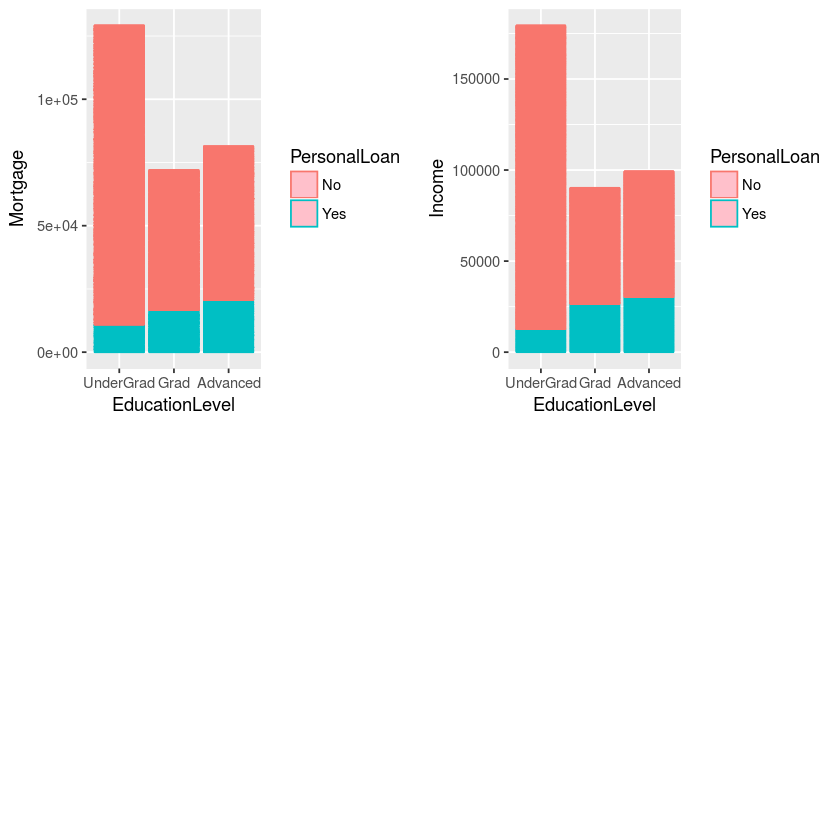 Mortgage
1e+05
5e+04
0e+00
UnderGrad Grad Advanced
EducationLevel
PersonalLoan
No
Yes
Income
150000
100000
50000
0
UnderGrad Grad Advanced
EducationLevel
PersonalLoan
No
Yes